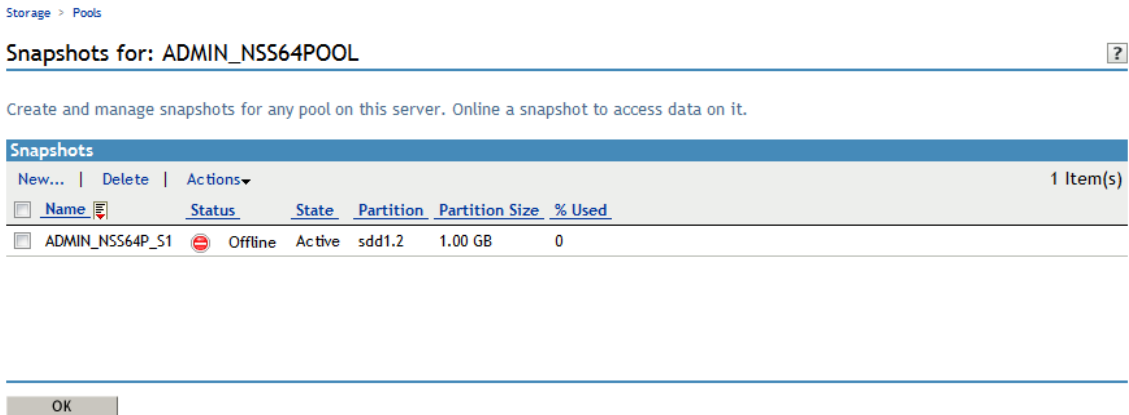 Storage > Pools
Snapshots for: ADMIN_NSS64POOL ?
Create and manage snapshots for any pool on this server. Online a snapshot to access data on it.
Snapshots
New... | Delete | Actions 1 Item(s)
Name Status State Partition Partition Size % Used
ADMIN_NSS64P_S1 Offline Active sdd1.2 1.00 GB 0
OK